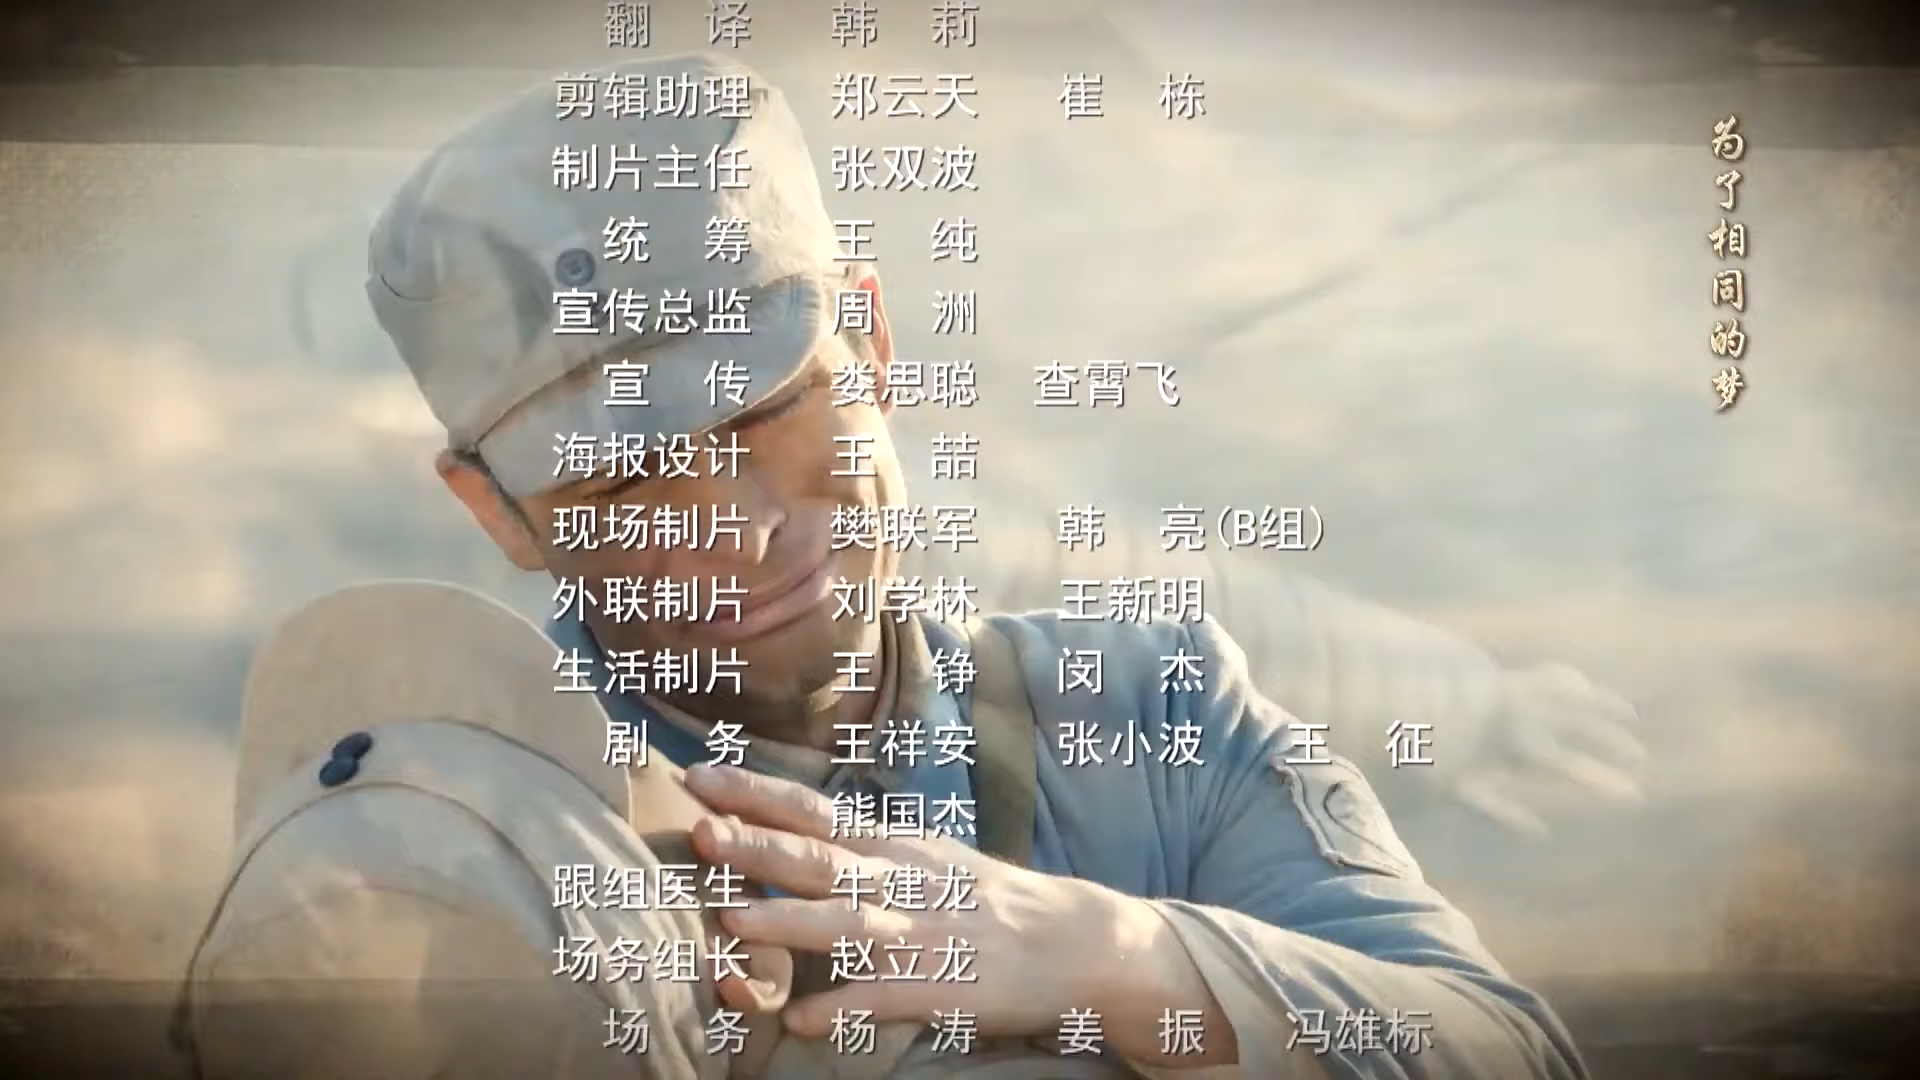 翻 译 韩 莉
剪辑助理 郑云天 崔 栋
制片主任 张双波
统 筹 王 纯
宣传总监 周 洲
宣 传 娄思聪 查霄飞
海报设计 王 喆
现场制片 樊联军 韩 亮(B组)
外联制片 刘学林 王新明
生活制片 王 铮 闵 杰
剧 务 王祥安 张小波 王 征
熊国杰
跟组医生 牛建龙
场务组长 赵立龙
场 务 杨 涛 姜 振 冯雄标
为了相同的梦